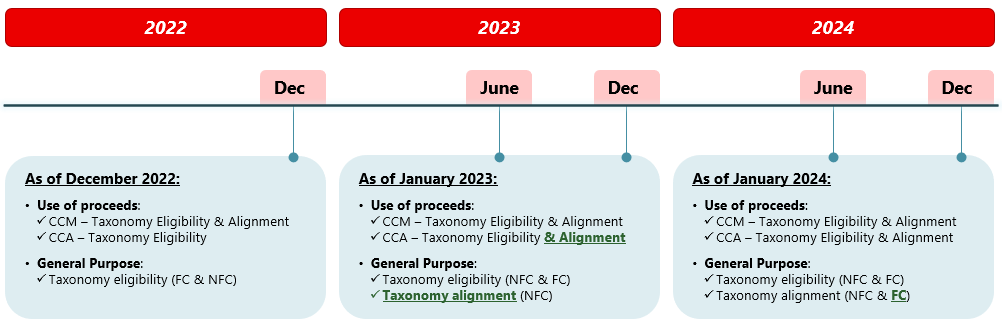 2022
2023
2024
Dec
June
Dec
June
Dec
As of December 2022:
• Use of proceeds:
✓CCM – Taxonomy Eligibility & Alignment
✓CCA – Taxonomy Eligibility
• General Purpose:
✓Taxonomy eligibility (FC & NFC)
As of January 2023:
• Use of proceeds:
✓CCM – Taxonomy Eligibility & Alignment
✓CCA – Taxonomy Eligibility & Alignment
• General Purpose:
✓Taxonomy eligibility (NFC & FC)
✓Taxonomy alignment (NFC)
As of January 2024:
• Use of proceeds:
✓CCM – Taxonomy Eligibility & Alignment
✓CCA – Taxonomy Eligibility & Alignment
• General Purpose:
✓Taxonomy eligibility (NFC & FC)
✓Taxonomy alignment (NFC & FC)